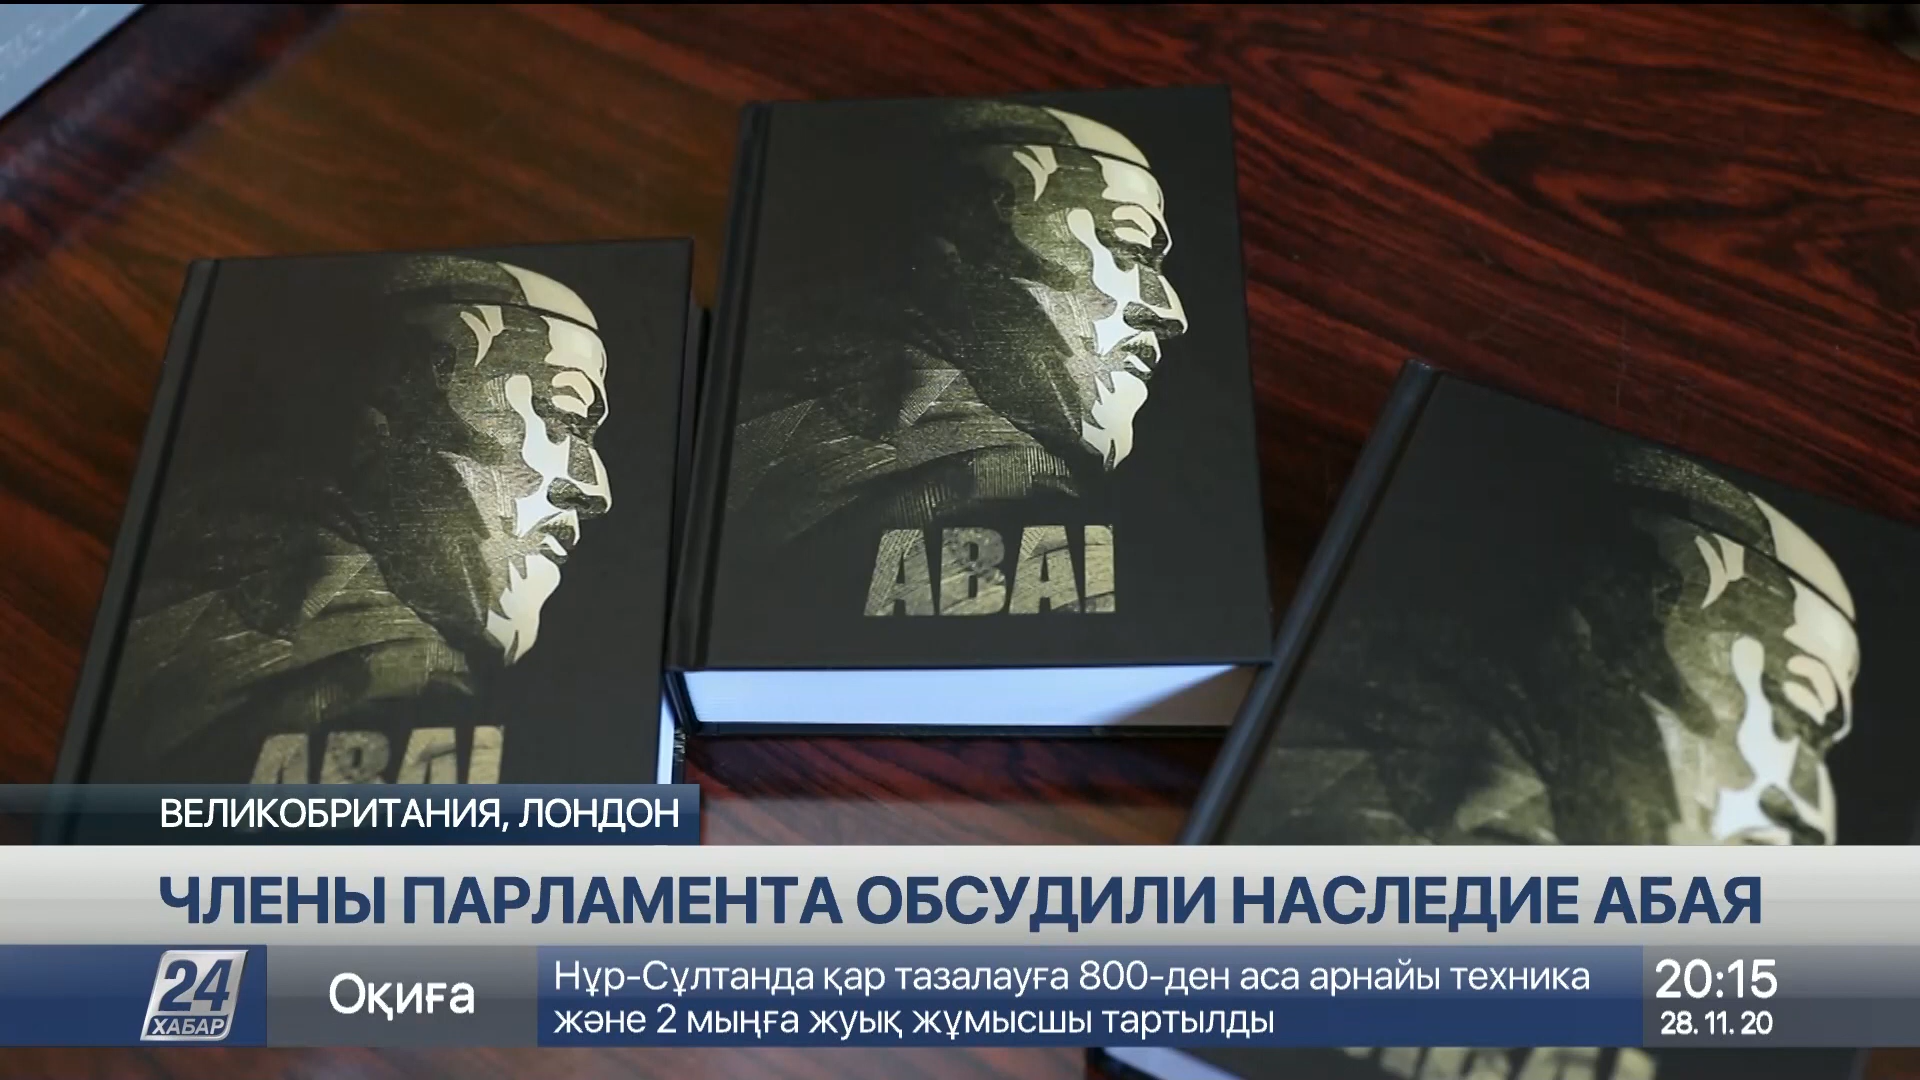 ABAI
ABAI
ABAI
ВЕЛИКОБРИТАНИЯ, ЛОНДОН
ЧЛЕНЫ ПАРЛАМЕНТА ОБСУДИЛИ НАСЛЕДИЕ АБАЯ
24
ХАБАР
Оқиға
Нұр-Сұлтанда қар тазалауға 800-ден аса арнайы техника
және 2 мыңға жуық жұмысшы тартылды
20:15
28. 11. 20